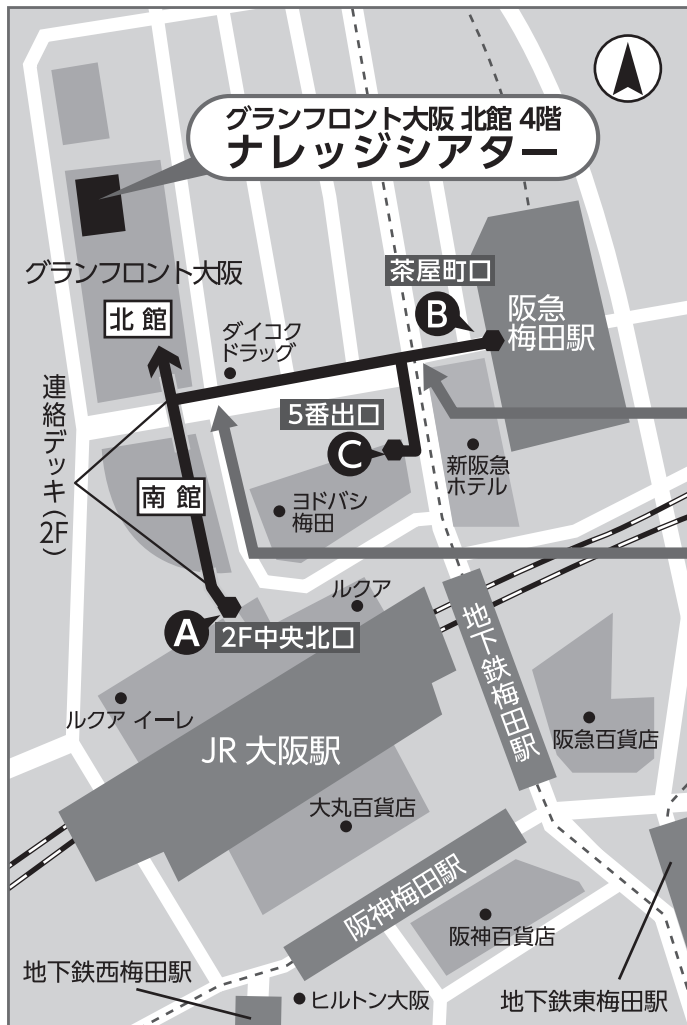 グランフロント大阪 北館 4階
ナレッジシアター
グランフロント大阪
北館
茶屋町口
B
阪急
梅田駅
ダイコク
ドラッグ
連絡デッキ(2F)
5番出口
C
新阪急
ホテル
南館
ヨドバシ
梅田
ルクア
A
2F中央北口
地下鉄梅田駅
ルクア イーレ
阪急百貨店
JR 大阪駅
大丸百貨店
阪神梅田駅
阪神百貨店
地下鉄西梅田駅
ヒルトン大阪
地下鉄東梅田駅